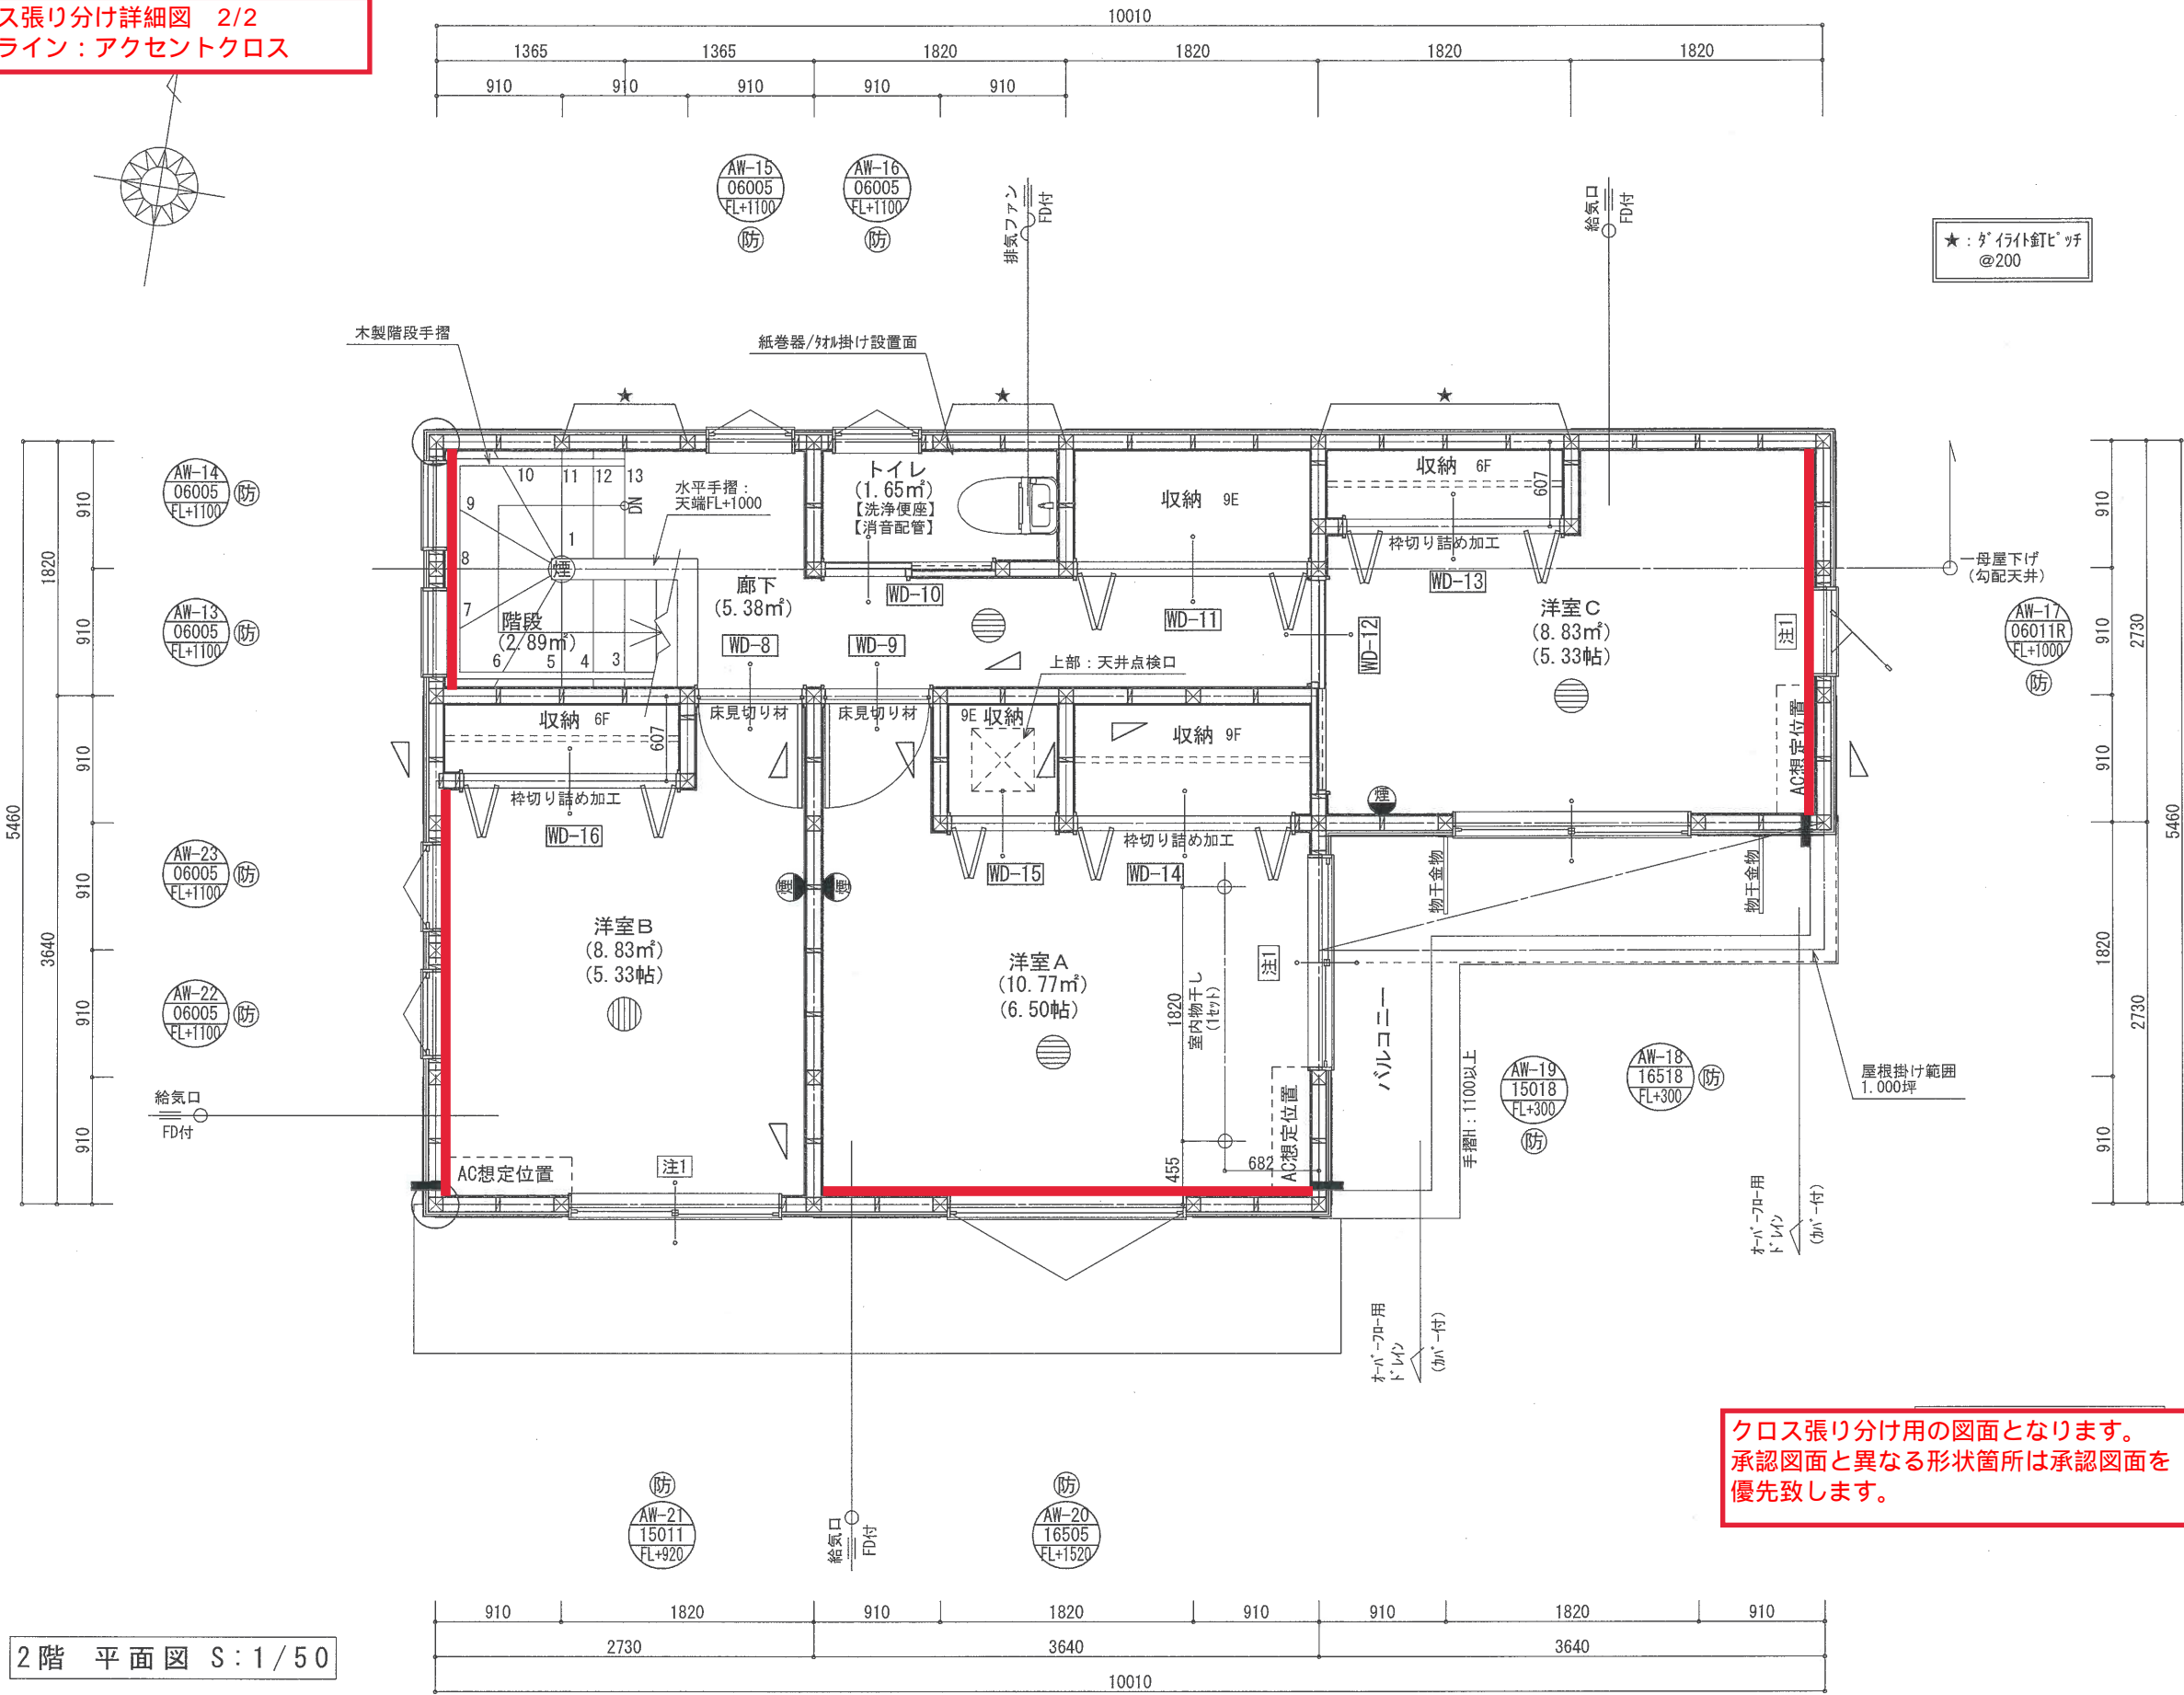 ス張り分け詳細図 2/2
ライン：アクセントクロス
10010
1365 1365 1820 1820 1820 1820
910 910 910 910 910
AW-15
06005
FL+1100
防
AW-16
06005
FL+1100
防
排気ファン
FD付
給気口
FD付
★：ﾀﾞｲﾗｲﾄ釘ﾋﾟｯﾁ
@200
木製階段手摺
紙巻器/ﾀｵﾙ掛け設置面
★ ★ ★
AW-14
06005
FL+1100
防
AW-13
06005
FL+1100
防
AW-23
06005
FL+1100
防
AW-22
06005
FL+1100
防
給気口
FD付
5460
1820
3640
910
910
910
910
910
910
10 11 12 13
9
8
7
6 5 4 3
1
DN
煙
階段
(2.89㎡)
水平手摺：
天端FL+1000
廊下
(5.38㎡)
トイレ
(1.65㎡)
【洗浄便座】
【消音配管】
収納 9E
収納 6F
607
枠切り詰め加工
WD-13
WD-10
WD-11
WD-12
WD-8
WD-9
上部：天井点検口
洋室C
(8.83㎡)
(5.33帖)
注1
AC想定位置
母屋下げ
(勾配天井)
AW-17
06011R
FL+1000
防
収納 6F
607
床見切り材
床見切り材
9E 収納
収納 9F
枠切り詰め加工
WD-16
枠切り詰め加工
WD-15
WD-14
煙
煙
煙
洋室B
(8.83㎡)
(5.33帖)
洋室A
(10.77㎡)
(6.50帖)
1820
室内物干し
(1ｾｯﾄ)
注1
455
682
AC想定位置
AC想定位置
注1
バルコニー
物干金物
物干金物
手摺H：1100以上
AW-19
15018
FL+300
防
AW-18
16518
FL+300
防
屋根掛け範囲
1.000坪
910
910
910
1820
910
2730
2730
5460
ｵｰﾊﾞｰﾌﾛｰ用
ﾄﾞﾚｲﾝ
(ｶﾊﾞｰ付)
ｵｰﾊﾞｰﾌﾛｰ用
ﾄﾞﾚｲﾝ
(ｶﾊﾞｰ付)
クロス張り分け用の図面となります。
承認図面と異なる形状箇所は承認図面を
優先致します。
防
AW-21
15011
FL+920
給気口
FD付
防
AW-20
16505
FL+1520
910 1820 910 1820 910 910 1820 910
2730 3640 3640
10010
2階 平面図 S:1/50